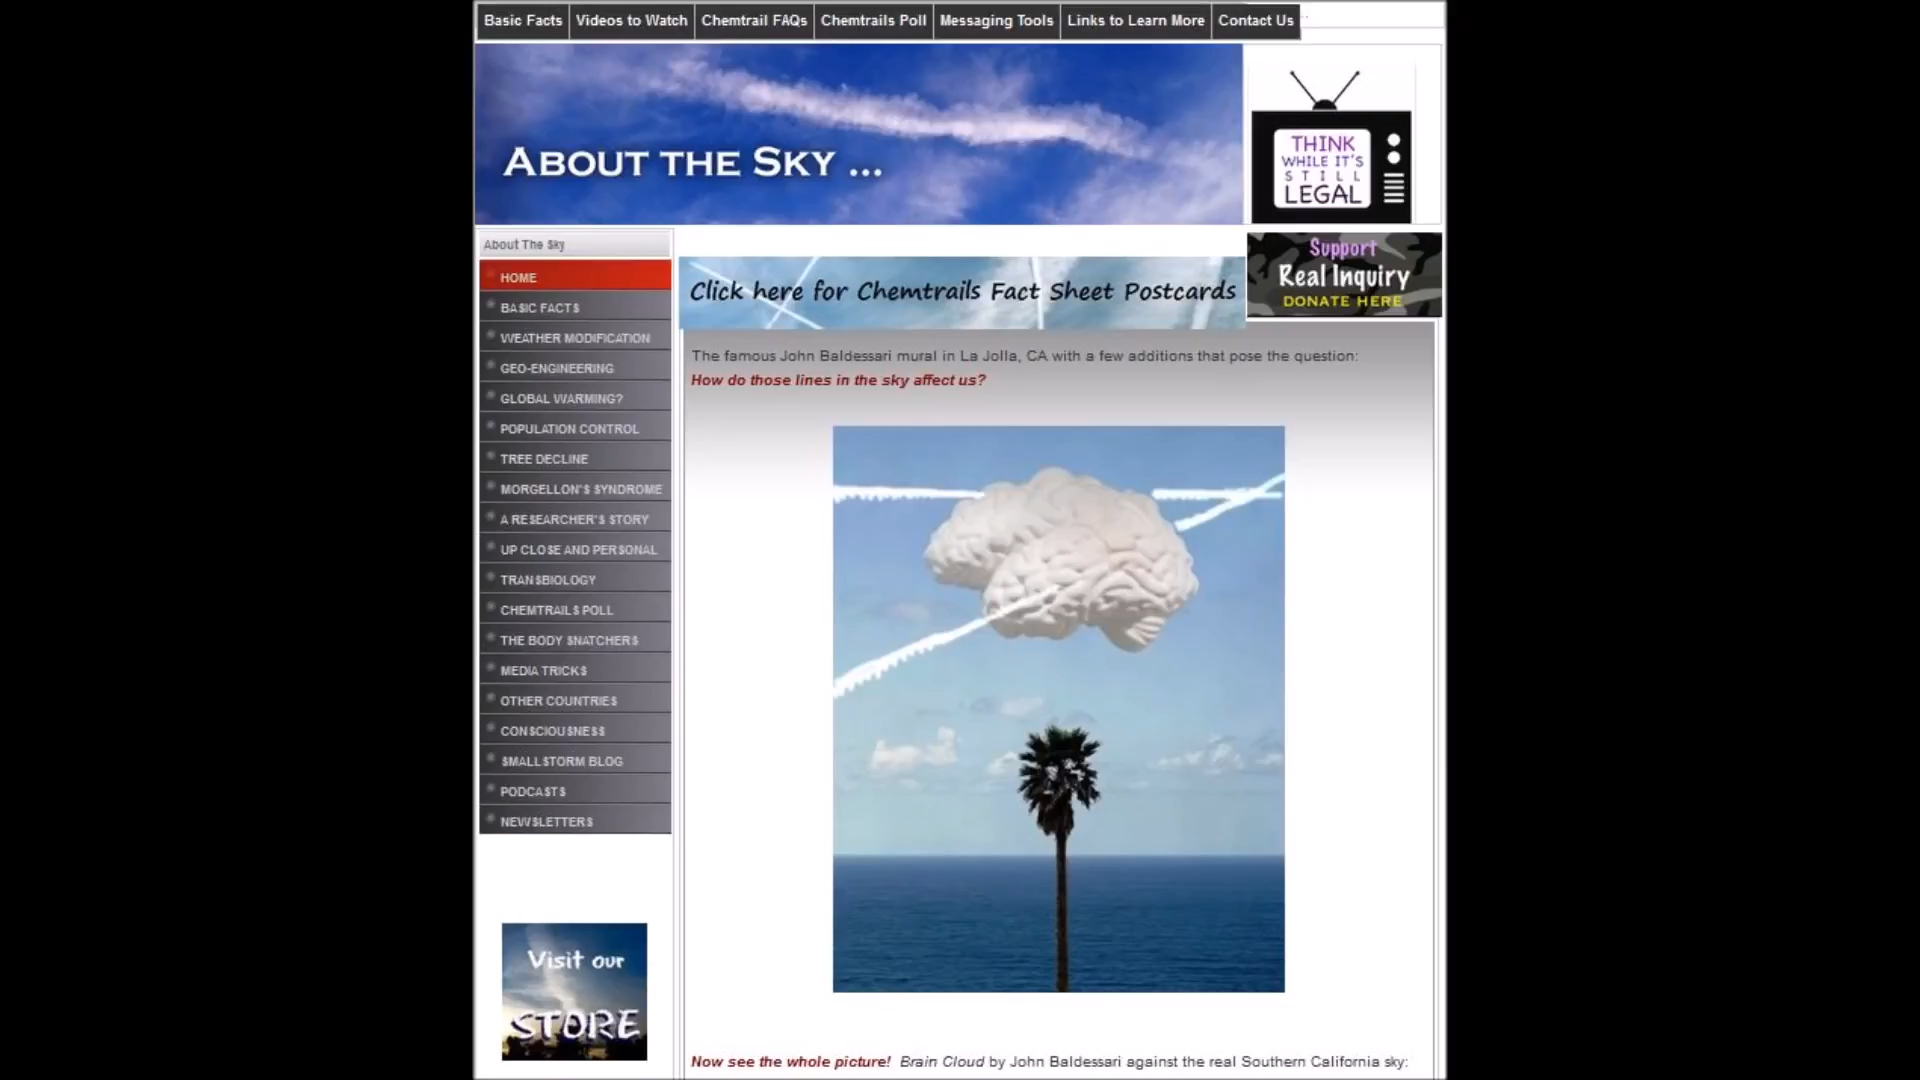 Basic Facts Videos to Watch Chemtrail FAQs Chemtrails Poll Messaging Tools Links to Learn More Contact Us
ABOUT THE SKY ...
THINK
WHILE IT'S
STILL
LEGAL
About The Sky
HOME
BASIC FACTS
WEATHER MODIFICATION
GEO-ENGINEERING
GLOBAL WARMING?
POPULATION CONTROL
TREE DECLINE
MORGELLON'S SYNDROME
A RESEARCHER'S STORY
UP CLOSE AND PERSONAL
TRANSBIOLOGY
CHEMTRAILS POLL
THE BODY SNATCHERS
MEDIA TRICKS
OTHER COUNTRIES
CONSCIOUSNESS
SMALLSTORM BLOG
PODCASTS
NEWSLETTERS
Visit our
STORE
Click here for Chemtrails Fact Sheet Postcards
Support
Real Inquiry
DONATE HERE
The famous John Baldessari mural in La Jolla, CA with a few additions that pose the question:
How do those lines in the sky affect us?
Now see the whole picture! Brain Cloud by John Baldessari against the real Southern California sky: